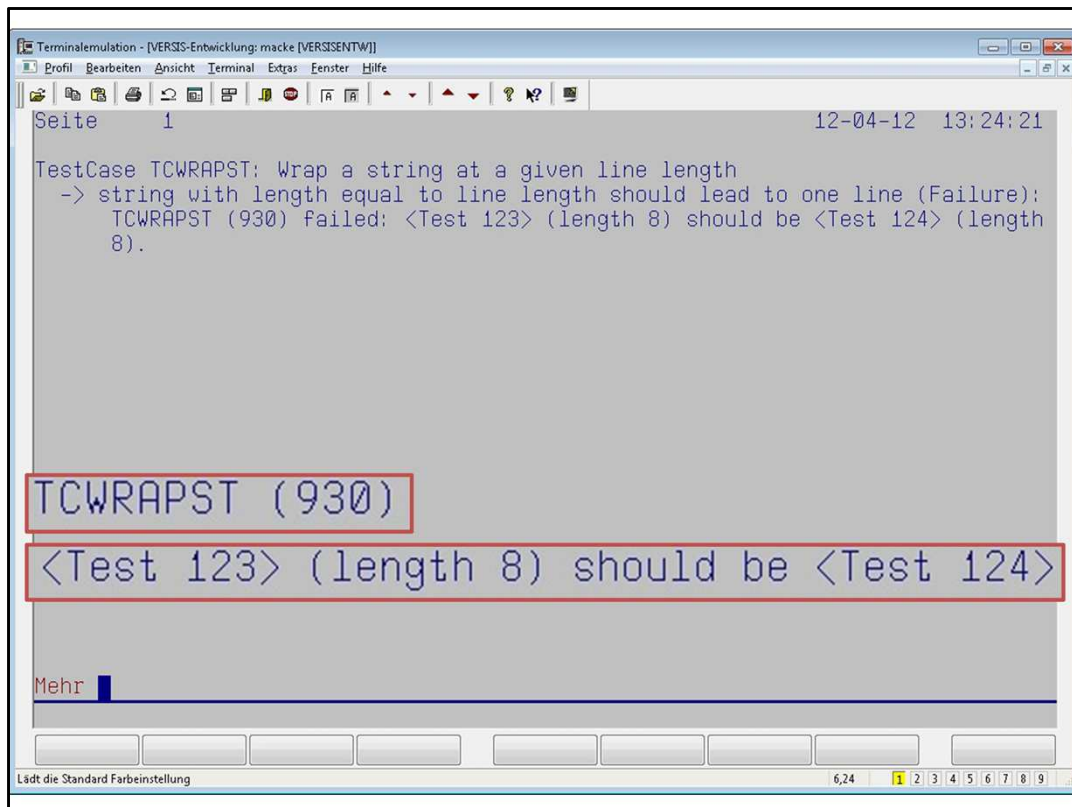 Terminalemulation - [VERSIS-Entwicklung: macke [VERSISENTW]]
Profil Bearbeiten Ansicht Terminal Extras Fenster Hilfe
Seite 1 12-04-12 13:24:21
TestCase TCWRAPST: Wrap a string at a given line length
-> string with length equal to line length should lead to one line (Failure):
TCWRAPST (930) failed: <Test 123> (length 8) should be <Test 124> (length
8).
TCWRAPST (930)
<Test 123> (length 8) should be <Test 124>
Mehr
Lädt die Standard Farbeinstellung 6,24 1 2 3 4 5 6 7 8 9